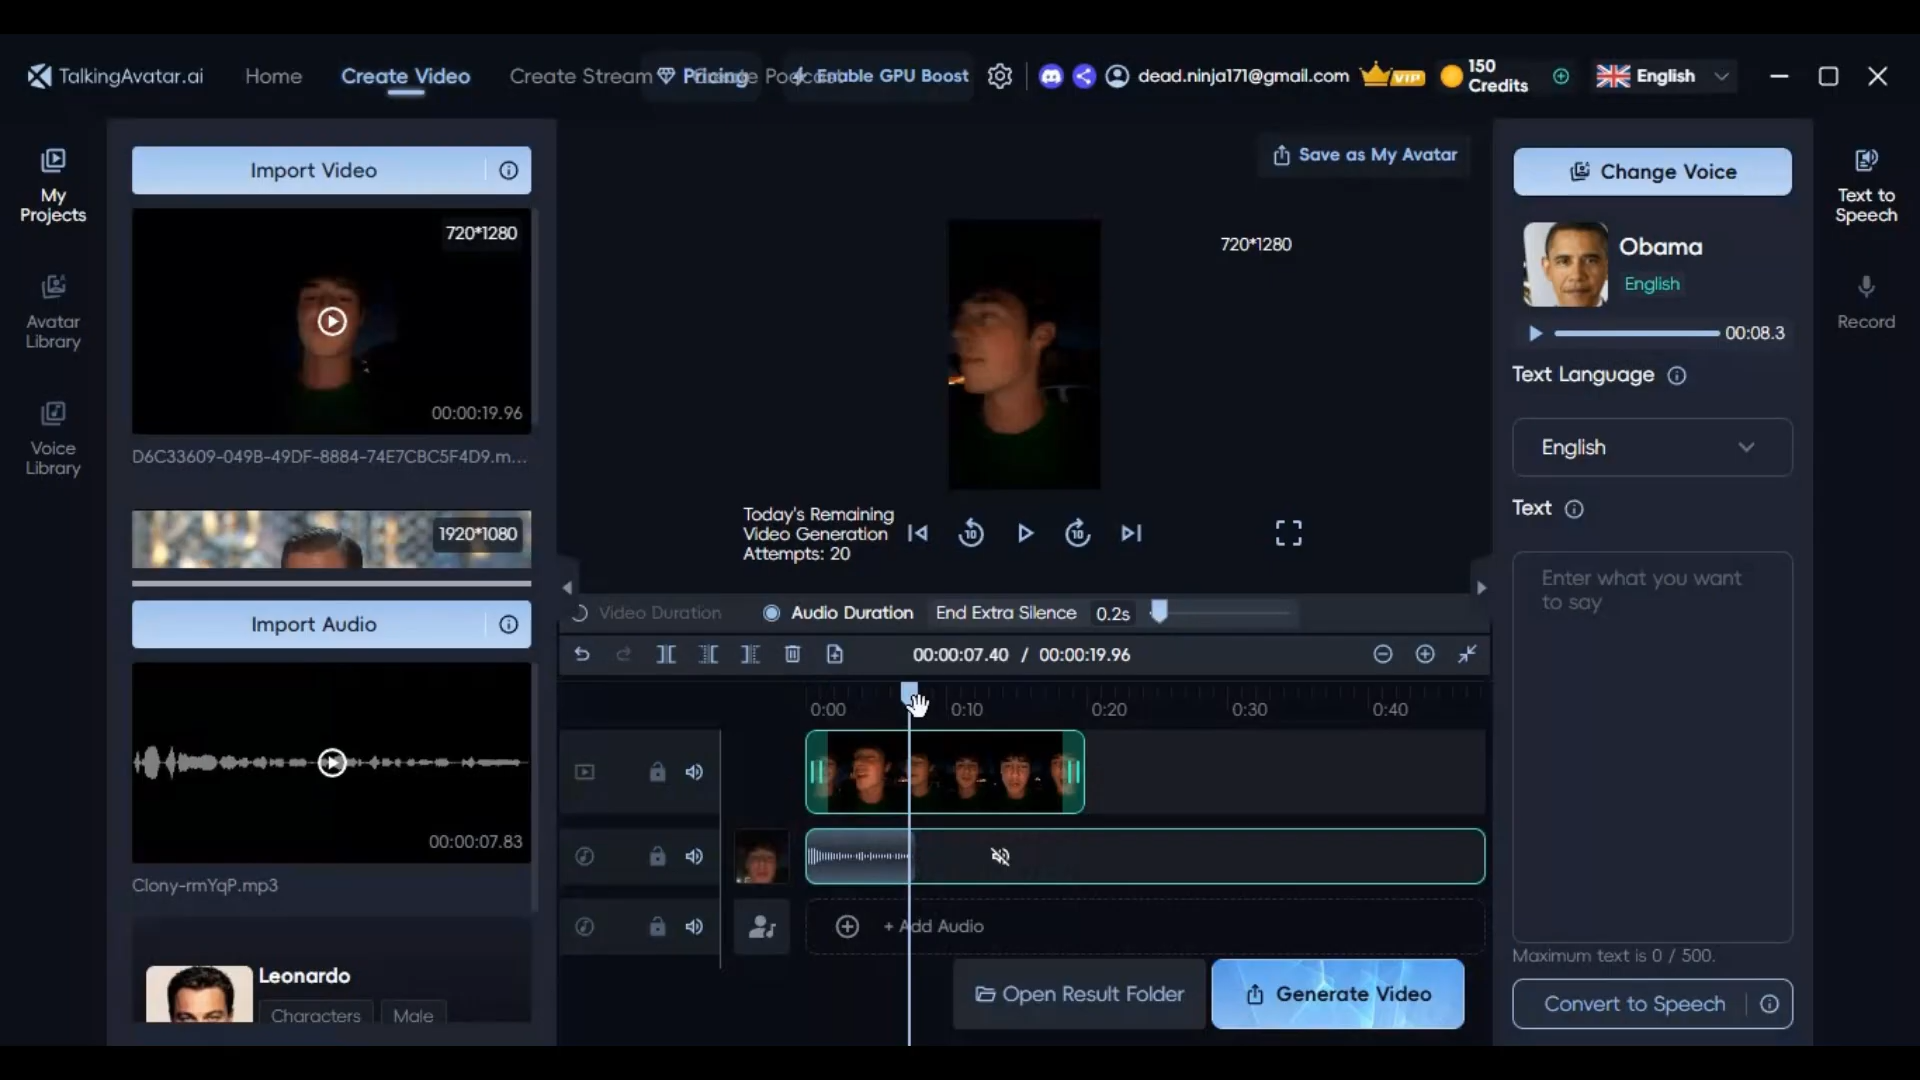 TalkingAvatar.ai
Home
Create Video
Create Stream
Pricing
Enable GPU Boost
dead.ninja171@gmail.com
VIP
150
Credits
English
My
Projects
Avatar
Library
Voice
Library
Import Video
720*1280
00:00:19.96
D6C33609-049B-49DF-8884-74E7CBC5F4D9.m...
1920*1080
Import Audio
00:00:07.83
Clony-rmYqP.mp3
Leonardo
Characters
Male
Save as My Avatar
720*1280
Today's Remaining
Video Generation
Attempts: 20
10
10
Video Duration
Audio Duration
End Extra Silence
0.2s
00:00:07.40 / 00:00:19.96
0:00
0:10
0:20
0:30
0:40
+ Add Audio
Open Result Folder
Generate Video
Change Voice
Obama
English
00:08.3
Text Language
English
Text
Enter what you want
to say
Maximum text is 0 / 500.
Convert to Speech
Text to
Speech
Record